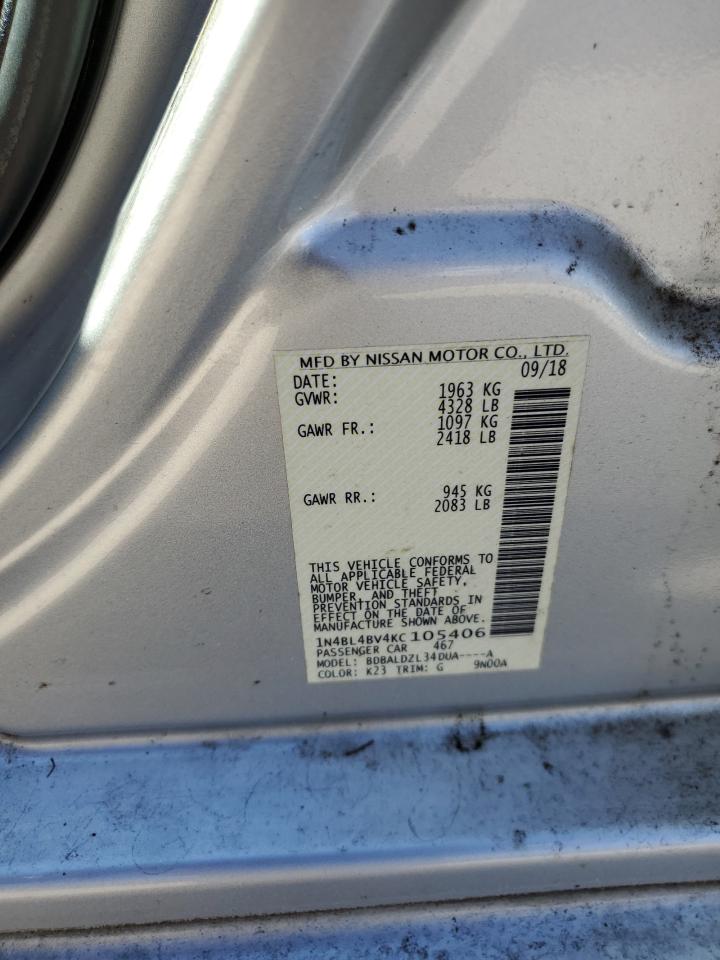 MFD BY NISSAN MOTOR CO., LTD.
DATE: 09/18
GVWR: 1963 KG
4328 LB
GAWR FR.: 1097 KG
2418 LB
GAWR RR.: 945 KG
2083 LB
THIS VEHICLE CONFORMS TO
ALL APPLICABLE FEDERAL
MOTOR VEHICLE SAFETY,
BUMPER, AND THEFT
PREVENTION STANDARDS IN
EFFECT ON THE DATE OF
MANUFACTURE SHOWN ABOVE.
1N4BL4BV4KC105406
PASSENGER CAR 467
MODEL: BDBALDZL34DUA----A
COLOR: K23 TRIM: G 9N00A